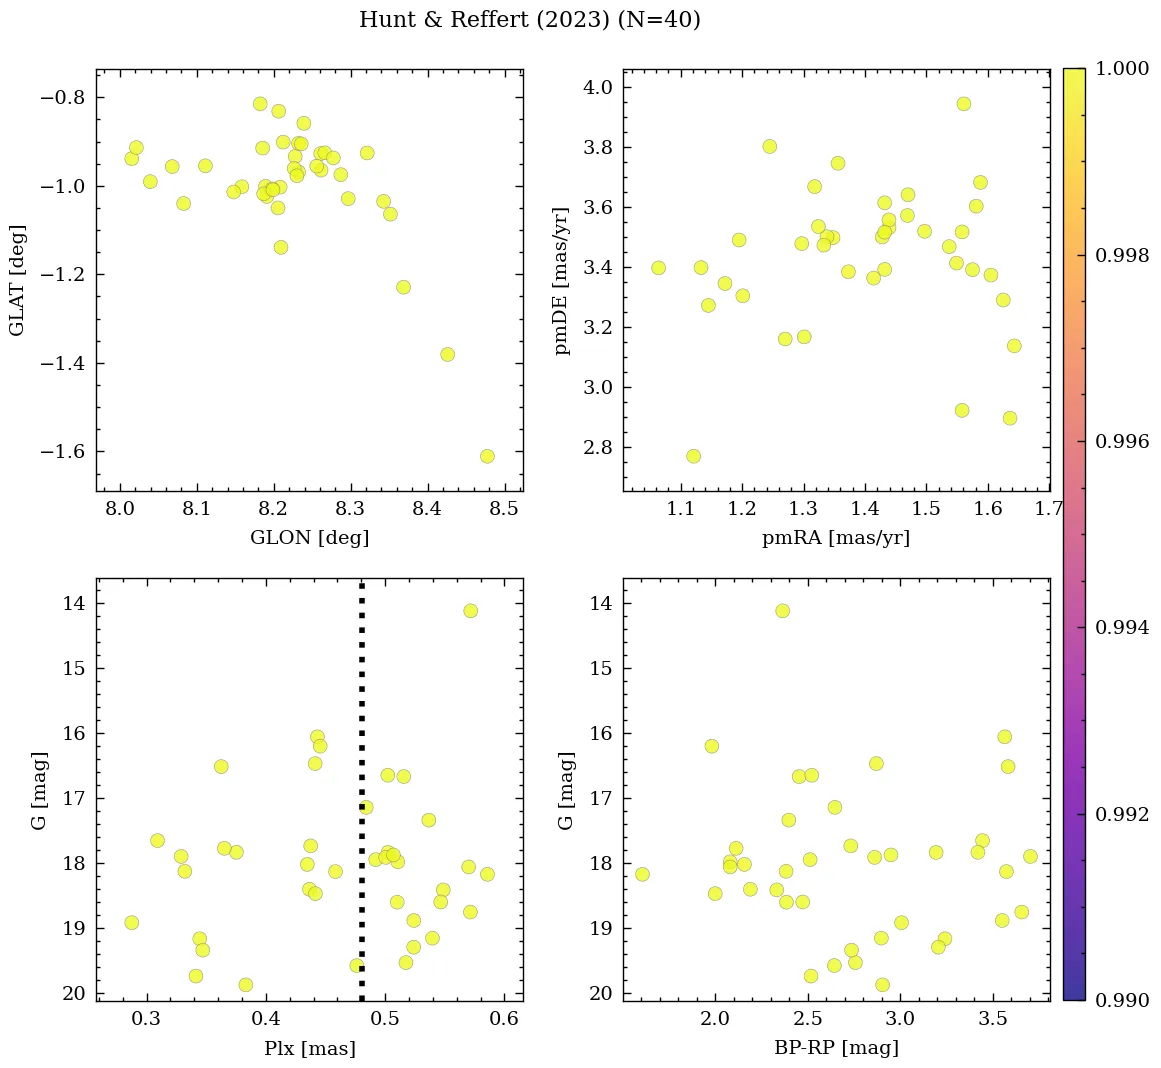 Hunt & Reffert (2023) (N=40)
−0.8
−1.0
−1.2
−1.4
−1.6
GLAT [deg]
8.0 8.1 8.2 8.3 8.4 8.5
GLON [deg]
4.0
3.8
3.6
3.4
3.2
3.0
2.8
pmDE [mas/yr]
1.1 1.2 1.3 1.4 1.5 1.6 1.7
pmRA [mas/yr]
14
15
16
17
18
19
20
G [mag]
0.3 0.4 0.5 0.6
Plx [mas]
14
15
16
17
18
19
20
G [mag]
2.0 2.5 3.0 3.5
BP-RP [mag]
1.000
0.998
0.996
0.994
0.992
0.990